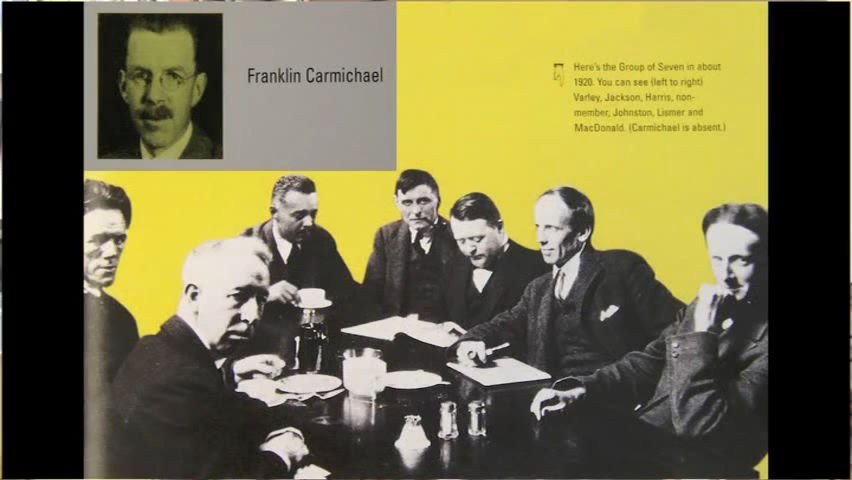 Franklin Carmichael
Here's the Group of Seven in about
1920. You can see (left to right)
Varley, Jackson, Harris, non-
member, Johnston, Lismer and
MacDonald. (Carmichael is absent.)